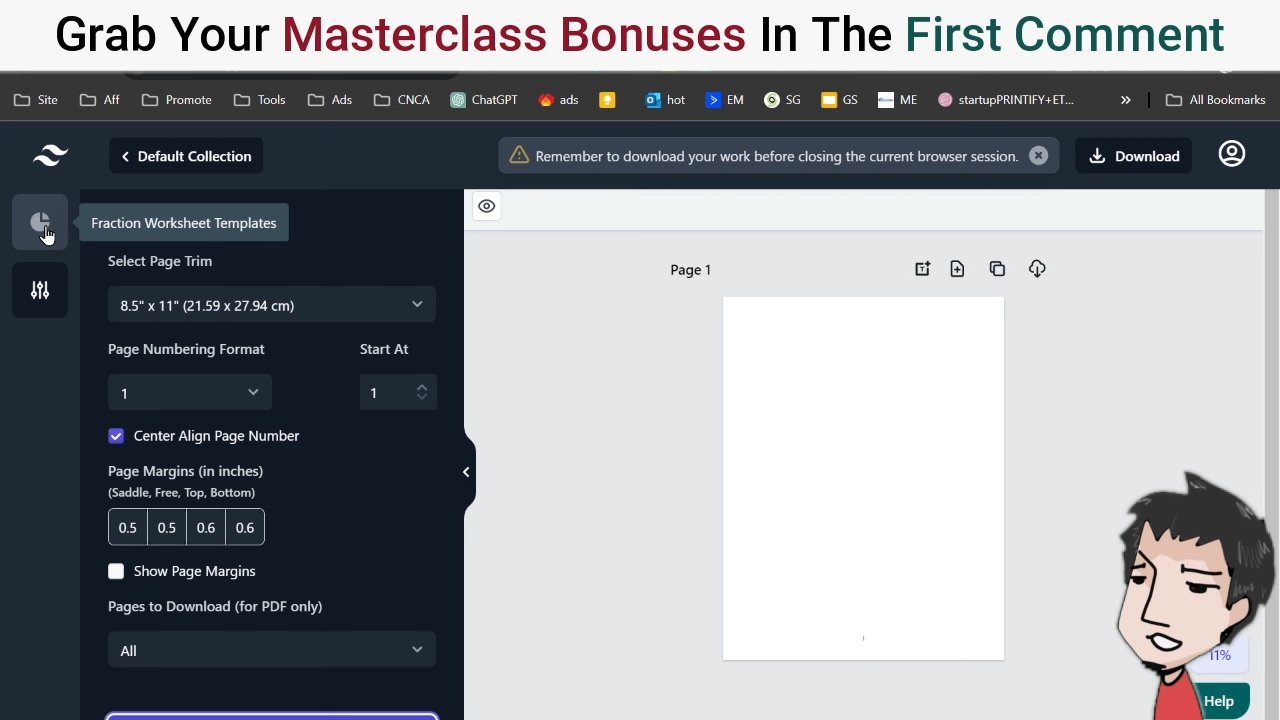 Grab Your Masterclass Bonuses In The First Comment
Site Aff Promote Tools Ads CNCA ChatGPT ads hot EM SG GS ME startupPRINTIFY+ET... » All Bookmarks
Default Collection
Remember to download your work before closing the current browser session.
Download
Fraction Worksheet Templates
Select Page Trim
8.5" x 11" (21.59 x 27.94 cm)
Page Numbering Format
Start At
1
1
Center Align Page Number
Page Margins (in inches)
(Saddle, Free, Top, Bottom)
0.5 0.5 0.6 0.6
Show Page Margins
Pages to Download (for PDF only)
All
Page 1
1
11%
Help